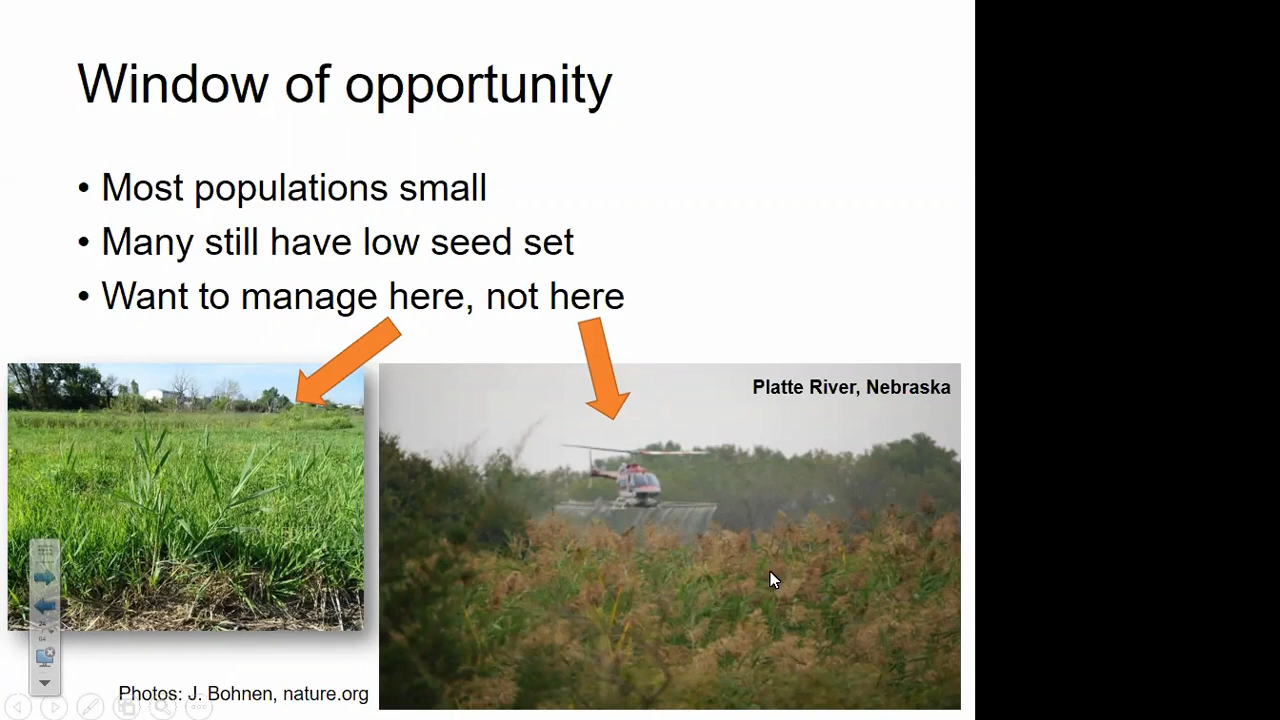 Window of opportunity
• Most populations small
• Many still have low seed set
• Want to manage here, not here
Platte River, Nebraska
Photos: J. Bohnen, nature.org